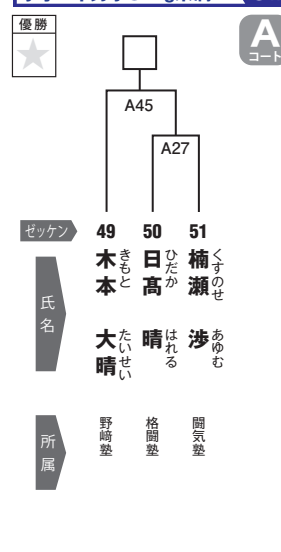 優勝
A
コート
A45
A27
ゼッケン
49
50
51
氏名
木本 大晴
きもと たいせい
日髙 晴
ひだか はれる
楠瀬 渉
くすのせ あゆむ
所属
野﨑塾
格闘塾
闘気塾